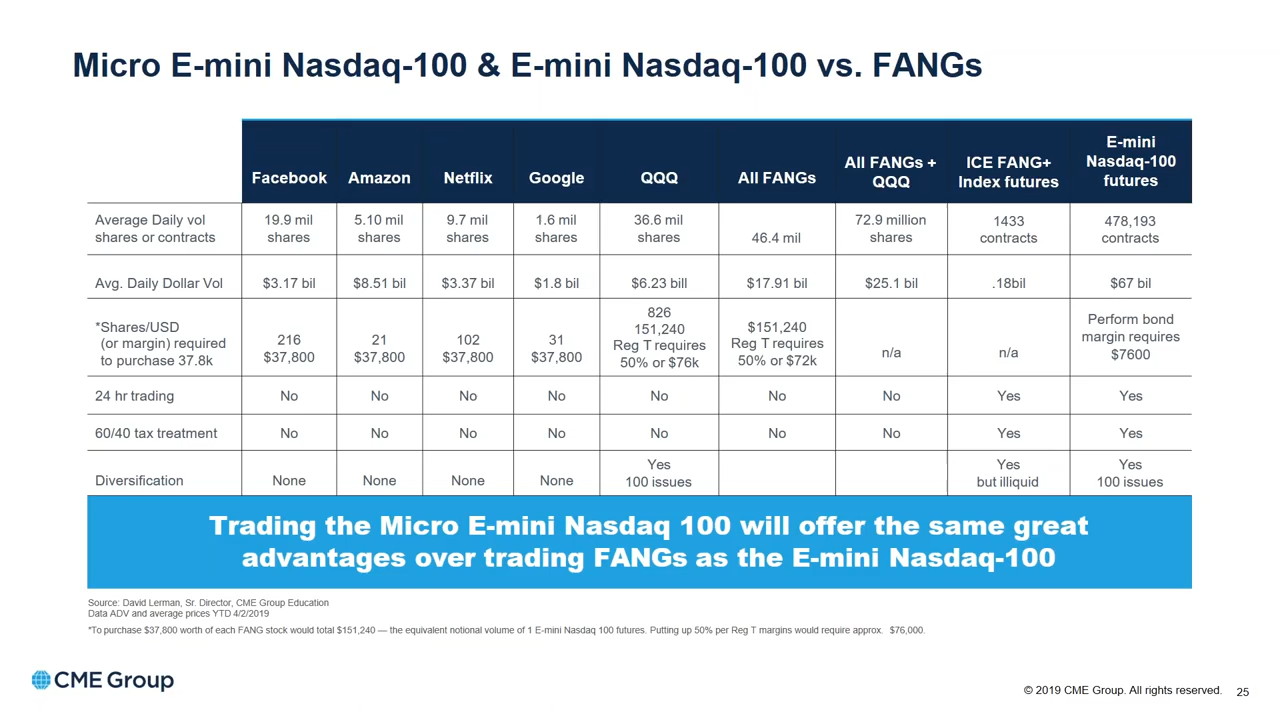 Micro E-mini Nasdaq-100 & E-mini Nasdaq-100 vs. FANGs
Facebook Amazon Netflix Google QQQ All FANGs All FANGs + QQQ ICE FANG+ Index futures E-mini Nasdaq-100 futures
Average Daily vol shares or contracts 19.9 mil shares 5.10 mil shares 9.7 mil shares 1.6 mil shares 36.6 mil shares 46.4 mil 72.9 million shares 1433 contracts 478,193 contracts
Avg. Daily Dollar Vol $3.17 bil $8.51 bil $3.37 bil $1.8 bil $6.23 bill $17.91 bil $25.1 bil .18bil $67 bil
*Shares/USD (or margin) required to purchase 37.8k 216 $37,800 21 $37,800 102 $37,800 31 $37,800 826 151,240 Reg T requires 50% or $76k $151,240 Reg T requires 50% or $72k n/a n/a Perform bond margin requires $7600
24 hr trading No No No No No No No Yes Yes
60/40 tax treatment No No No No No No No Yes Yes
Diversification None None None None Yes 100 issues Yes but illiquid Yes 100 issues
Trading the Micro E-mini Nasdaq 100 will offer the same great
advantages over trading FANGs as the E-mini Nasdaq-100
Source: David Lerman, Sr. Director, CME Group Education
Data ADV and average prices YTD 4/2/2019
*To purchase $37,800 worth of each FANG stock would total $151,240 — the equivalent notional volume of 1 E-mini Nasdaq 100 futures. Putting up 50% per Reg T margins would require approx. $76,000.
CME Group
© 2019 CME Group. All rights reserved. 25